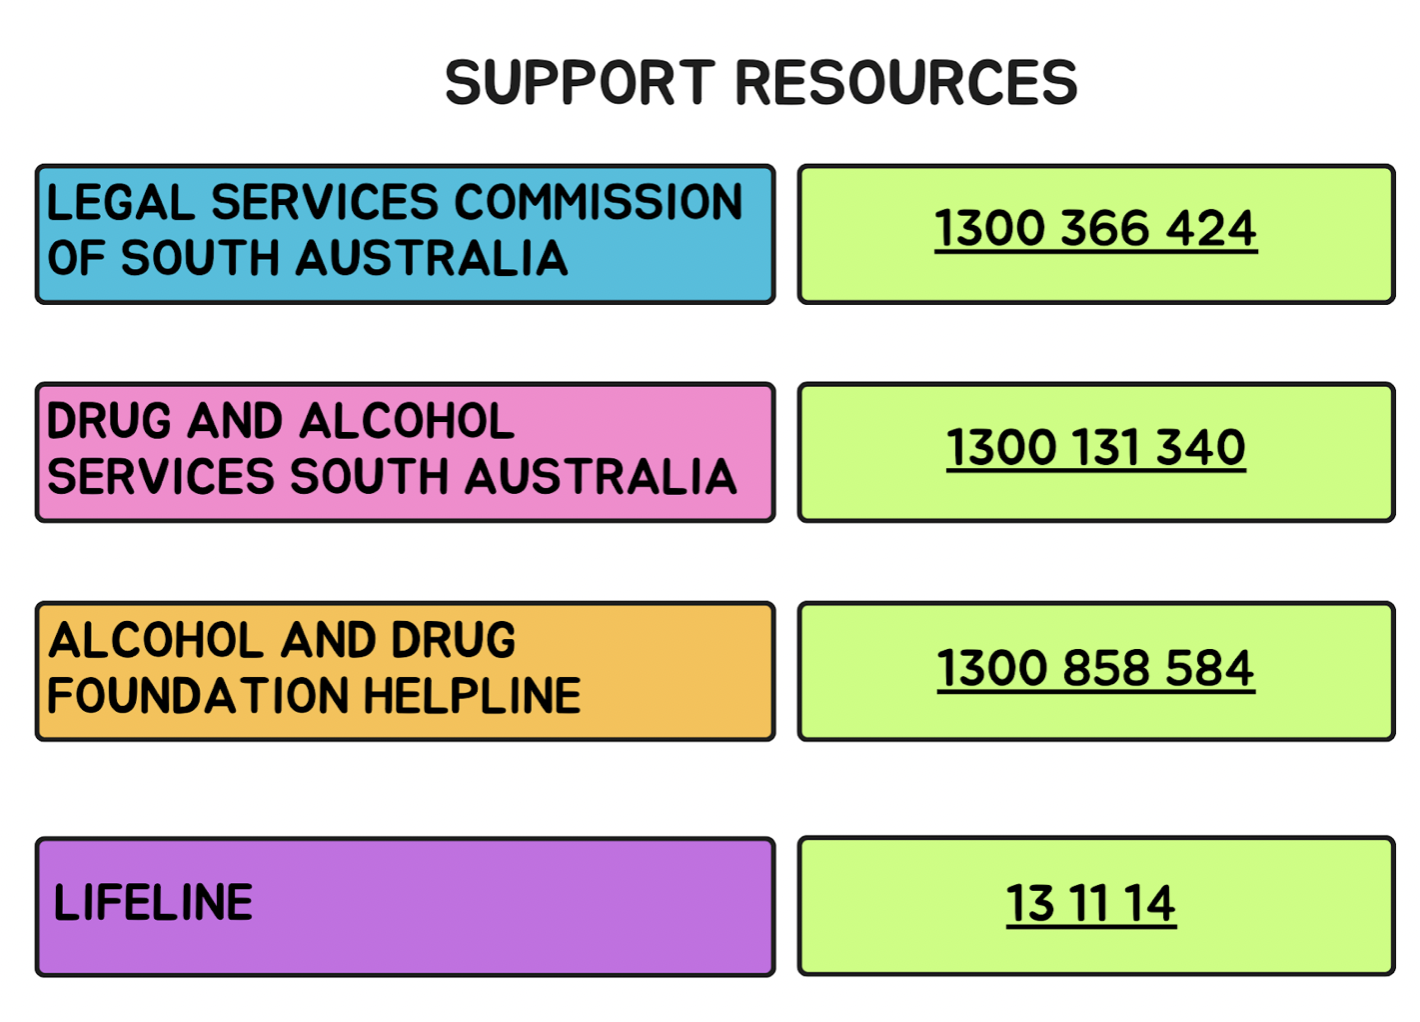 SUPPORT RESOURCES
LEGAL SERVICES COMMISSION
OF SOUTH AUSTRALIA
1300 366 424
DRUG AND ALCOHOL
SERVICES SOUTH AUSTRALIA
1300 131 340
ALCOHOL AND DRUG
FOUNDATION HELPLINE
1300 858 584
LIFELINE
13 11 14